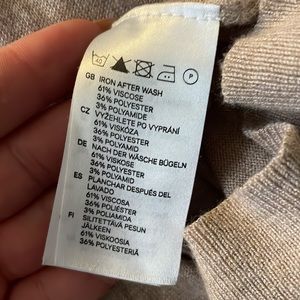 40 P
GB IRON AFTER WASH
61% VISCOSE
36% POLYESTER
3% POLYAMIDE
CZ VYŽEHLETE PO VYPRÁNÍ
61% VISKÓZA
36% POLYESTER
3% POLYAMID
DE NACH DER WÄSCHE BÜGELN
61% VISKOSE
36% POLYESTER
3% POLYAMID
ES PLANCHAR DESPUÉS DEL
LAVADO
61% VISCOSA
36% POLIÉSTER
3% POLIAMIDA
FI SILITETTÄVÄ PESUN
JÄLKEEN
61% VISKOOSIA
36% POLYESTERIÄ